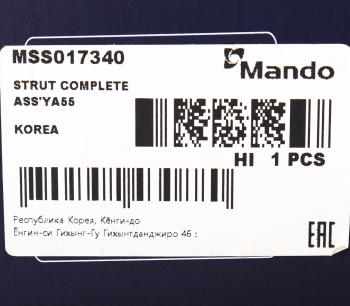 MSS017340
Mando
STRUT COMPLETE
ASS'YA55
KOREA
HI 1 PCS
Республика Корея, Кёнги-до
Ёнгин-си Гихынг-Гу Гихынгданджиро 46 :
EAC